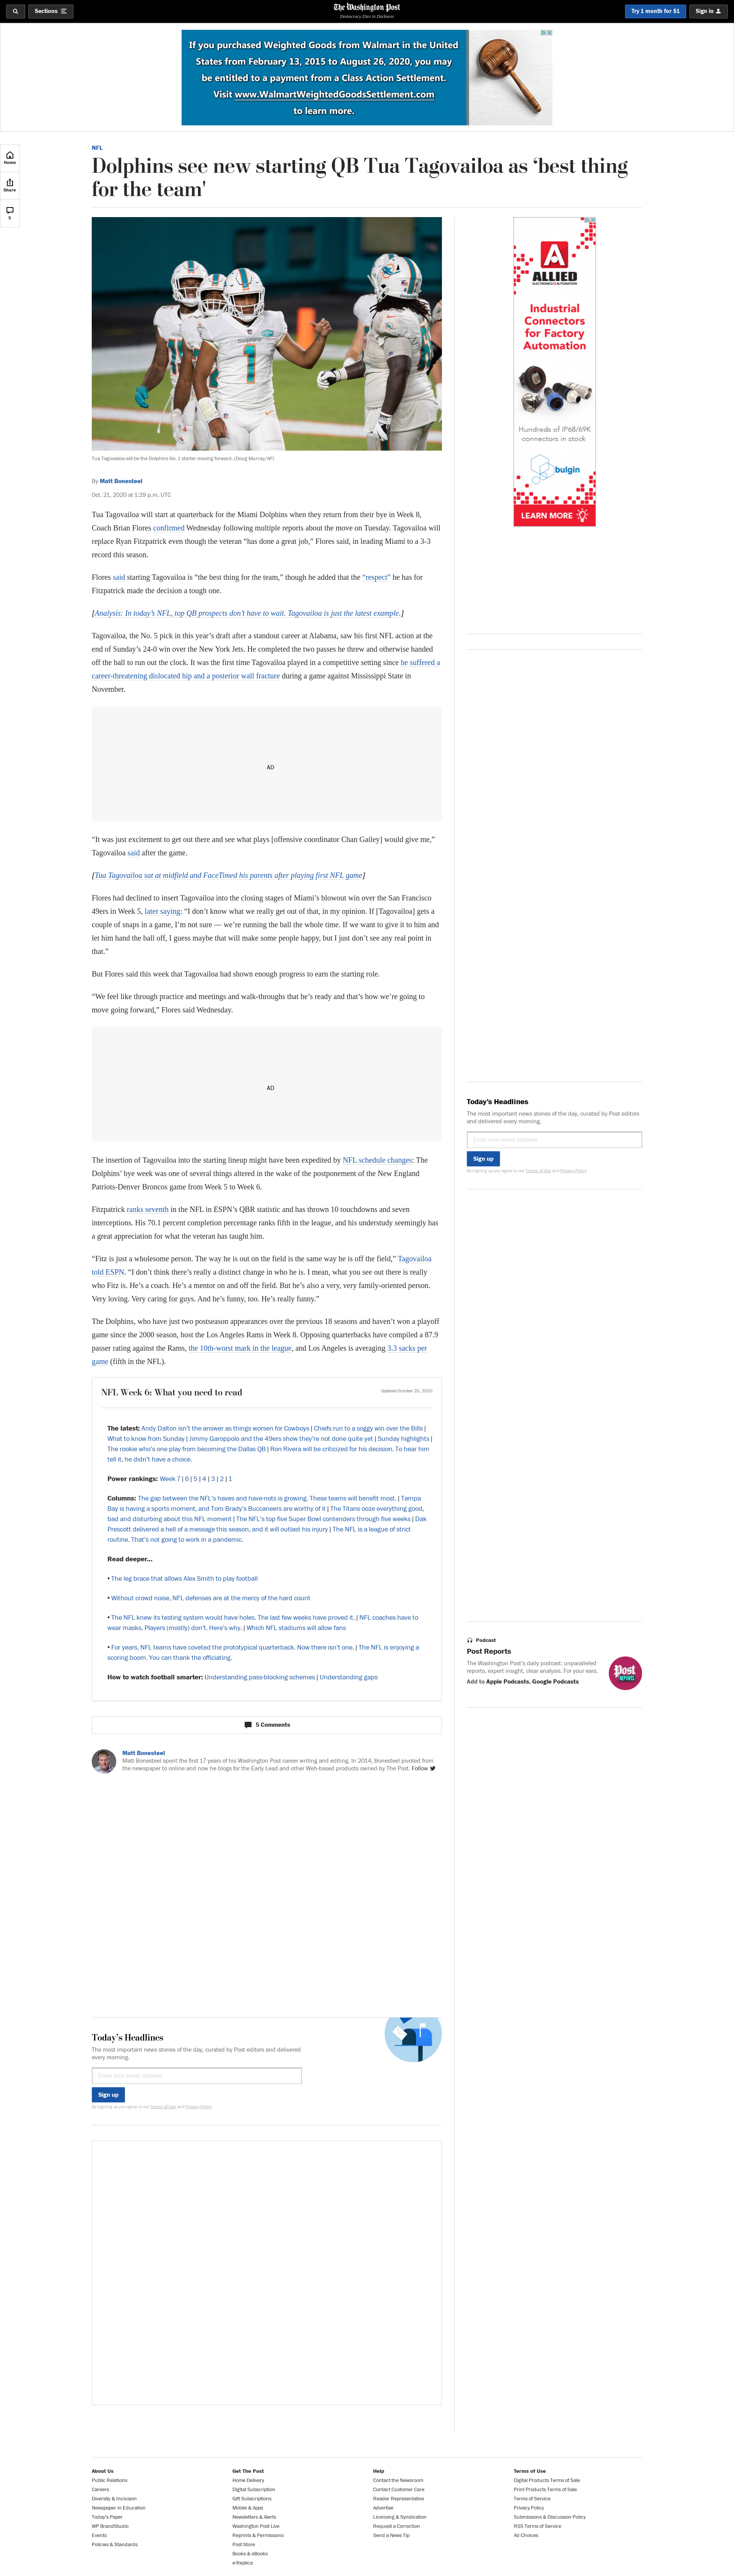 Sections
The Washington Post
Democracy Dies in Darkness
Try 1 month for $1
Sign in
If you purchased Weighted Goods from Walmart in the United
States from February 13, 2015 to August 26, 2020, you may
be entitled to a payment from a Class Action Settlement.
Visit www.WalmartWeightedGoodsSettlement.com
to learn more.
Home
Share
5
NFL
Dolphins see new starting QB Tua Tagovailoa as ‘best thing
for the team'
Tua Tagovailoa will be the Dolphins No. 1 starter moving forward. (Doug Murray/AP)
By Matt Bonesteel
Oct. 21, 2020 at 1:29 p.m. UTC
Tua Tagovailoa will start at quarterback for the Miami Dolphins when they return from their bye in Week 8,
Coach Brian Flores confirmed Wednesday following multiple reports about the move on Tuesday. Tagovailoa will
replace Ryan Fitzpatrick even though the veteran “has done a great job,” Flores said, in leading Miami to a 3-3
record this season.
Flores said starting Tagovailoa is “the best thing for the team,” though he added that the “respect” he has for
Fitzpatrick made the decision a tough one.
[Analysis: In today’s NFL, top QB prospects don’t have to wait. Tagovailoa is just the latest example.]
Tagovailoa, the No. 5 pick in this year’s draft after a standout career at Alabama, saw his first NFL action at the
end of Sunday’s 24-0 win over the New York Jets. He completed the two passes he threw and otherwise handed
off the ball to run out the clock. It was the first time Tagovailoa played in a competitive setting since he suffered a
career-threatening dislocated hip and a posterior wall fracture during a game against Mississippi State in
November.
AD
“It was just excitement to get out there and see what plays [offensive coordinator Chan Gailey] would give me,”
Tagovailoa said after the game.
[Tua Tagovailoa sat at midfield and FaceTimed his parents after playing first NFL game]
Flores had declined to insert Tagovailoa into the closing stages of Miami’s blowout win over the San Francisco
49ers in Week 5, later saying: “I don’t know what we really get out of that, in my opinion. If [Tagovailoa] gets a
couple of snaps in a game, I’m not sure — we’re running the ball the whole time. If we want to give it to him and
let him hand the ball off, I guess maybe that will make some people happy, but I just don’t see any real point in
that.”
But Flores said this week that Tagovailoa had shown enough progress to earn the starting role.
“We feel like through practice and meetings and walk-throughs that he’s ready and that’s how we’re going to
move going forward,” Flores said Wednesday.
AD
The insertion of Tagovailoa into the starting lineup might have been expedited by NFL schedule changes: The
Dolphins’ bye week was one of several things altered in the wake of the postponement of the New England
Patriots-Denver Broncos game from Week 5 to Week 6.
Fitzpatrick ranks seventh in the NFL in ESPN’s QBR statistic and has thrown 10 touchdowns and seven
interceptions. His 70.1 percent completion percentage ranks fifth in the league, and his understudy seemingly has
a great appreciation for what the veteran has taught him.
“Fitz is just a wholesome person. The way he is out on the field is the same way he is off the field,” Tagovailoa
told ESPN. “I don’t think there’s really a distinct change in who he is. I mean, what you see out there is really
who Fitz is. He’s a coach. He’s a mentor on and off the field. But he’s also a very, very family-oriented person.
Very loving. Very caring for guys. And he’s funny, too. He’s really funny.”
The Dolphins, who have just two postseason appearances over the previous 18 seasons and haven’t won a playoff
game since the 2000 season, host the Los Angeles Rams in Week 8. Opposing quarterbacks have compiled a 87.9
passer rating against the Rams, the 10th-worst mark in the league, and Los Angeles is averaging 3.3 sacks per
game (fifth in the NFL).
NFL Week 6: What you need to read
Updated October 20, 2020
The latest: Andy Dalton isn’t the answer as things worsen for Cowboys | Chiefs run to a soggy win over the Bills |
What to know from Sunday | Jimmy Garoppolo and the 49ers show they’re not done quite yet | Sunday highlights |
The rookie who’s one play from becoming the Dallas QB | Ron Rivera will be criticized for his decision. To hear him
tell it, he didn’t have a choice.
Power rankings: Week 7 | 6 | 5 | 4 | 3 | 2 | 1
Columns: The gap between the NFL’s haves and have-nots is growing. These teams will benefit most. | Tampa
Bay is having a sports moment, and Tom Brady’s Buccaneers are worthy of it | The Titans ooze everything good,
bad and disturbing about this NFL moment | The NFL’s top five Super Bowl contenders through five weeks | Dak
Prescott delivered a hell of a message this season, and it will outlast his injury | The NFL is a league of strict
routine. That’s not going to work in a pandemic.
Read deeper...
• The leg brace that allows Alex Smith to play football
• Without crowd noise, NFL defenses are at the mercy of the hard count
• The NFL knew its testing system would have holes. The last few weeks have proved it. | NFL coaches have to
wear masks. Players (mostly) don’t. Here’s why. | Which NFL stadiums will allow fans
• For years, NFL teams have coveted the prototypical quarterback. Now there isn’t one. | The NFL is enjoying a
scoring boom. You can thank the officiating.
How to watch football smarter: Understanding pass-blocking schemes | Understanding gaps
5 Comments
Matt Bonesteel
Matt Bonesteel spent the first 17 years of his Washington Post career writing and editing. In 2014, Bonesteel pivoted from
the newspaper to online and now he blogs for the Early Lead and other Web-based products owned by The Post. Follow
Today’s Headlines
The most important news stories of the day, curated by Post editors and delivered
every morning.
Enter your email address
Sign up
By signing up you agree to our Terms of Use and Privacy Policy
ALLIED
ELECTRONICS & AUTOMATION
Industrial
Connectors
for Factory
Automation
Hundreds of IP68/69K
connectors in stock
bulgin
LEARN MORE
Today’s Headlines
The most important news stories of the day, curated by Post editors
and delivered every morning.
Enter your email address
Sign up
By signing up you agree to our Terms of Use and Privacy Policy
Podcast
Post Reports
The Washington Post’s daily podcast: unparalleled
reports, expert insight, clear analysis. For your ears.
Add to Apple Podcasts, Google Podcasts
Post
REPORTS
About Us
Public Relations
Careers
Diversity & Inclusion
Newspaper in Education
Today’s Paper
WP BrandStudio
Events
Policies & Standards
Get The Post
Home Delivery
Digital Subscription
Gift Subscriptions
Mobile & Apps
Newsletters & Alerts
Washington Post Live
Reprints & Permissions
Post Store
Books & eBooks
e-Replica
Help
Contact the Newsroom
Contact Customer Care
Reader Representative
Advertise
Licensing & Syndication
Request a Correction
Send a News Tip
Terms of Use
Digital Products Terms of Sale
Print Products Terms of Sale
Terms of Service
Privacy Policy
Submissions & Discussion Policy
RSS Terms of Service
Ad Choices